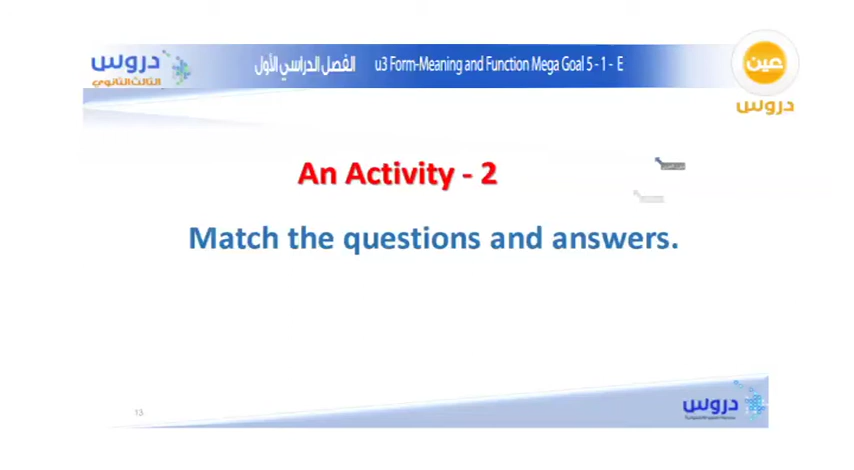 دروس
الثالث الثانوي
الفصل الدراسي الأول u3 Form-Meaning and Function Mega Goal 5 - 1 - E
عين
دروس
An Activity - 2
Match the questions and answers.
13
دروس